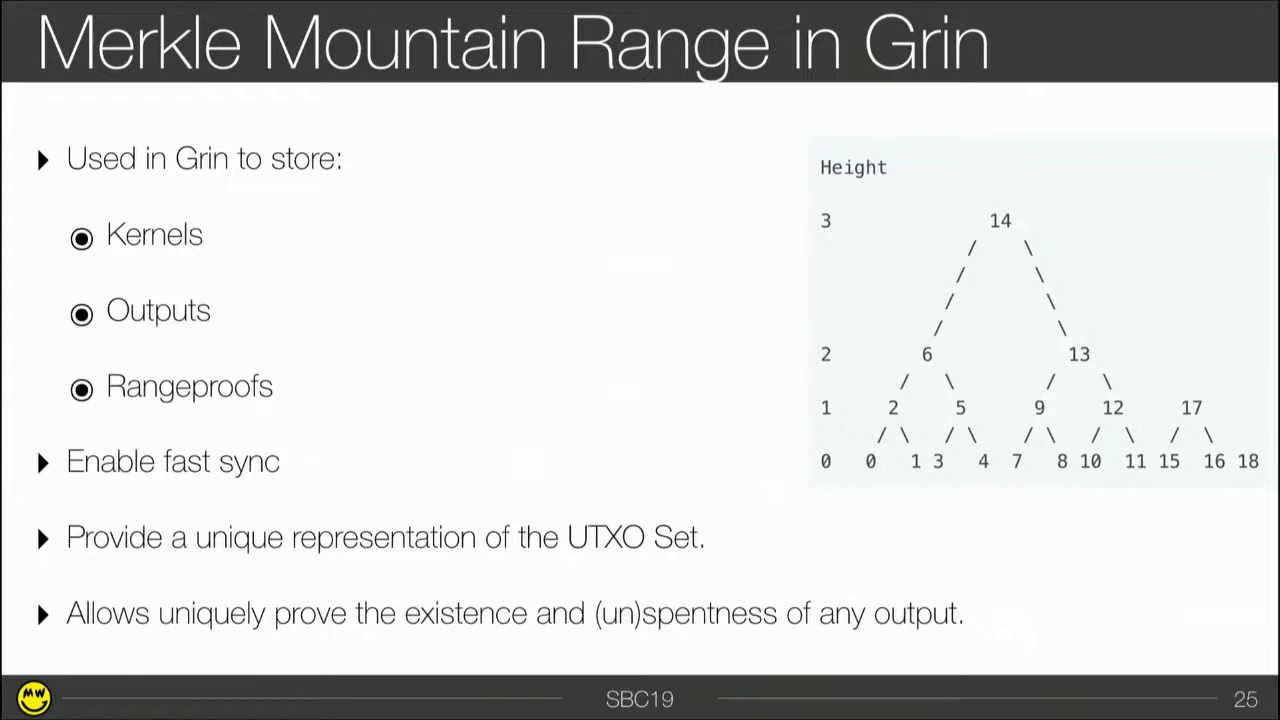 Merkle Mountain Range in Grin
Used in Grin to store:
Kernels
Outputs
Rangeproofs
Enable fast sync
Provide a unique representation of the UTXO Set.
Allows uniquely prove the existence and (un)spentness of any output.
Height
3 14
2 6 13
1 2 5 9 12 17
0 0 1 3 4 7 8 10 11 15 16 18
MW
SBC19
25